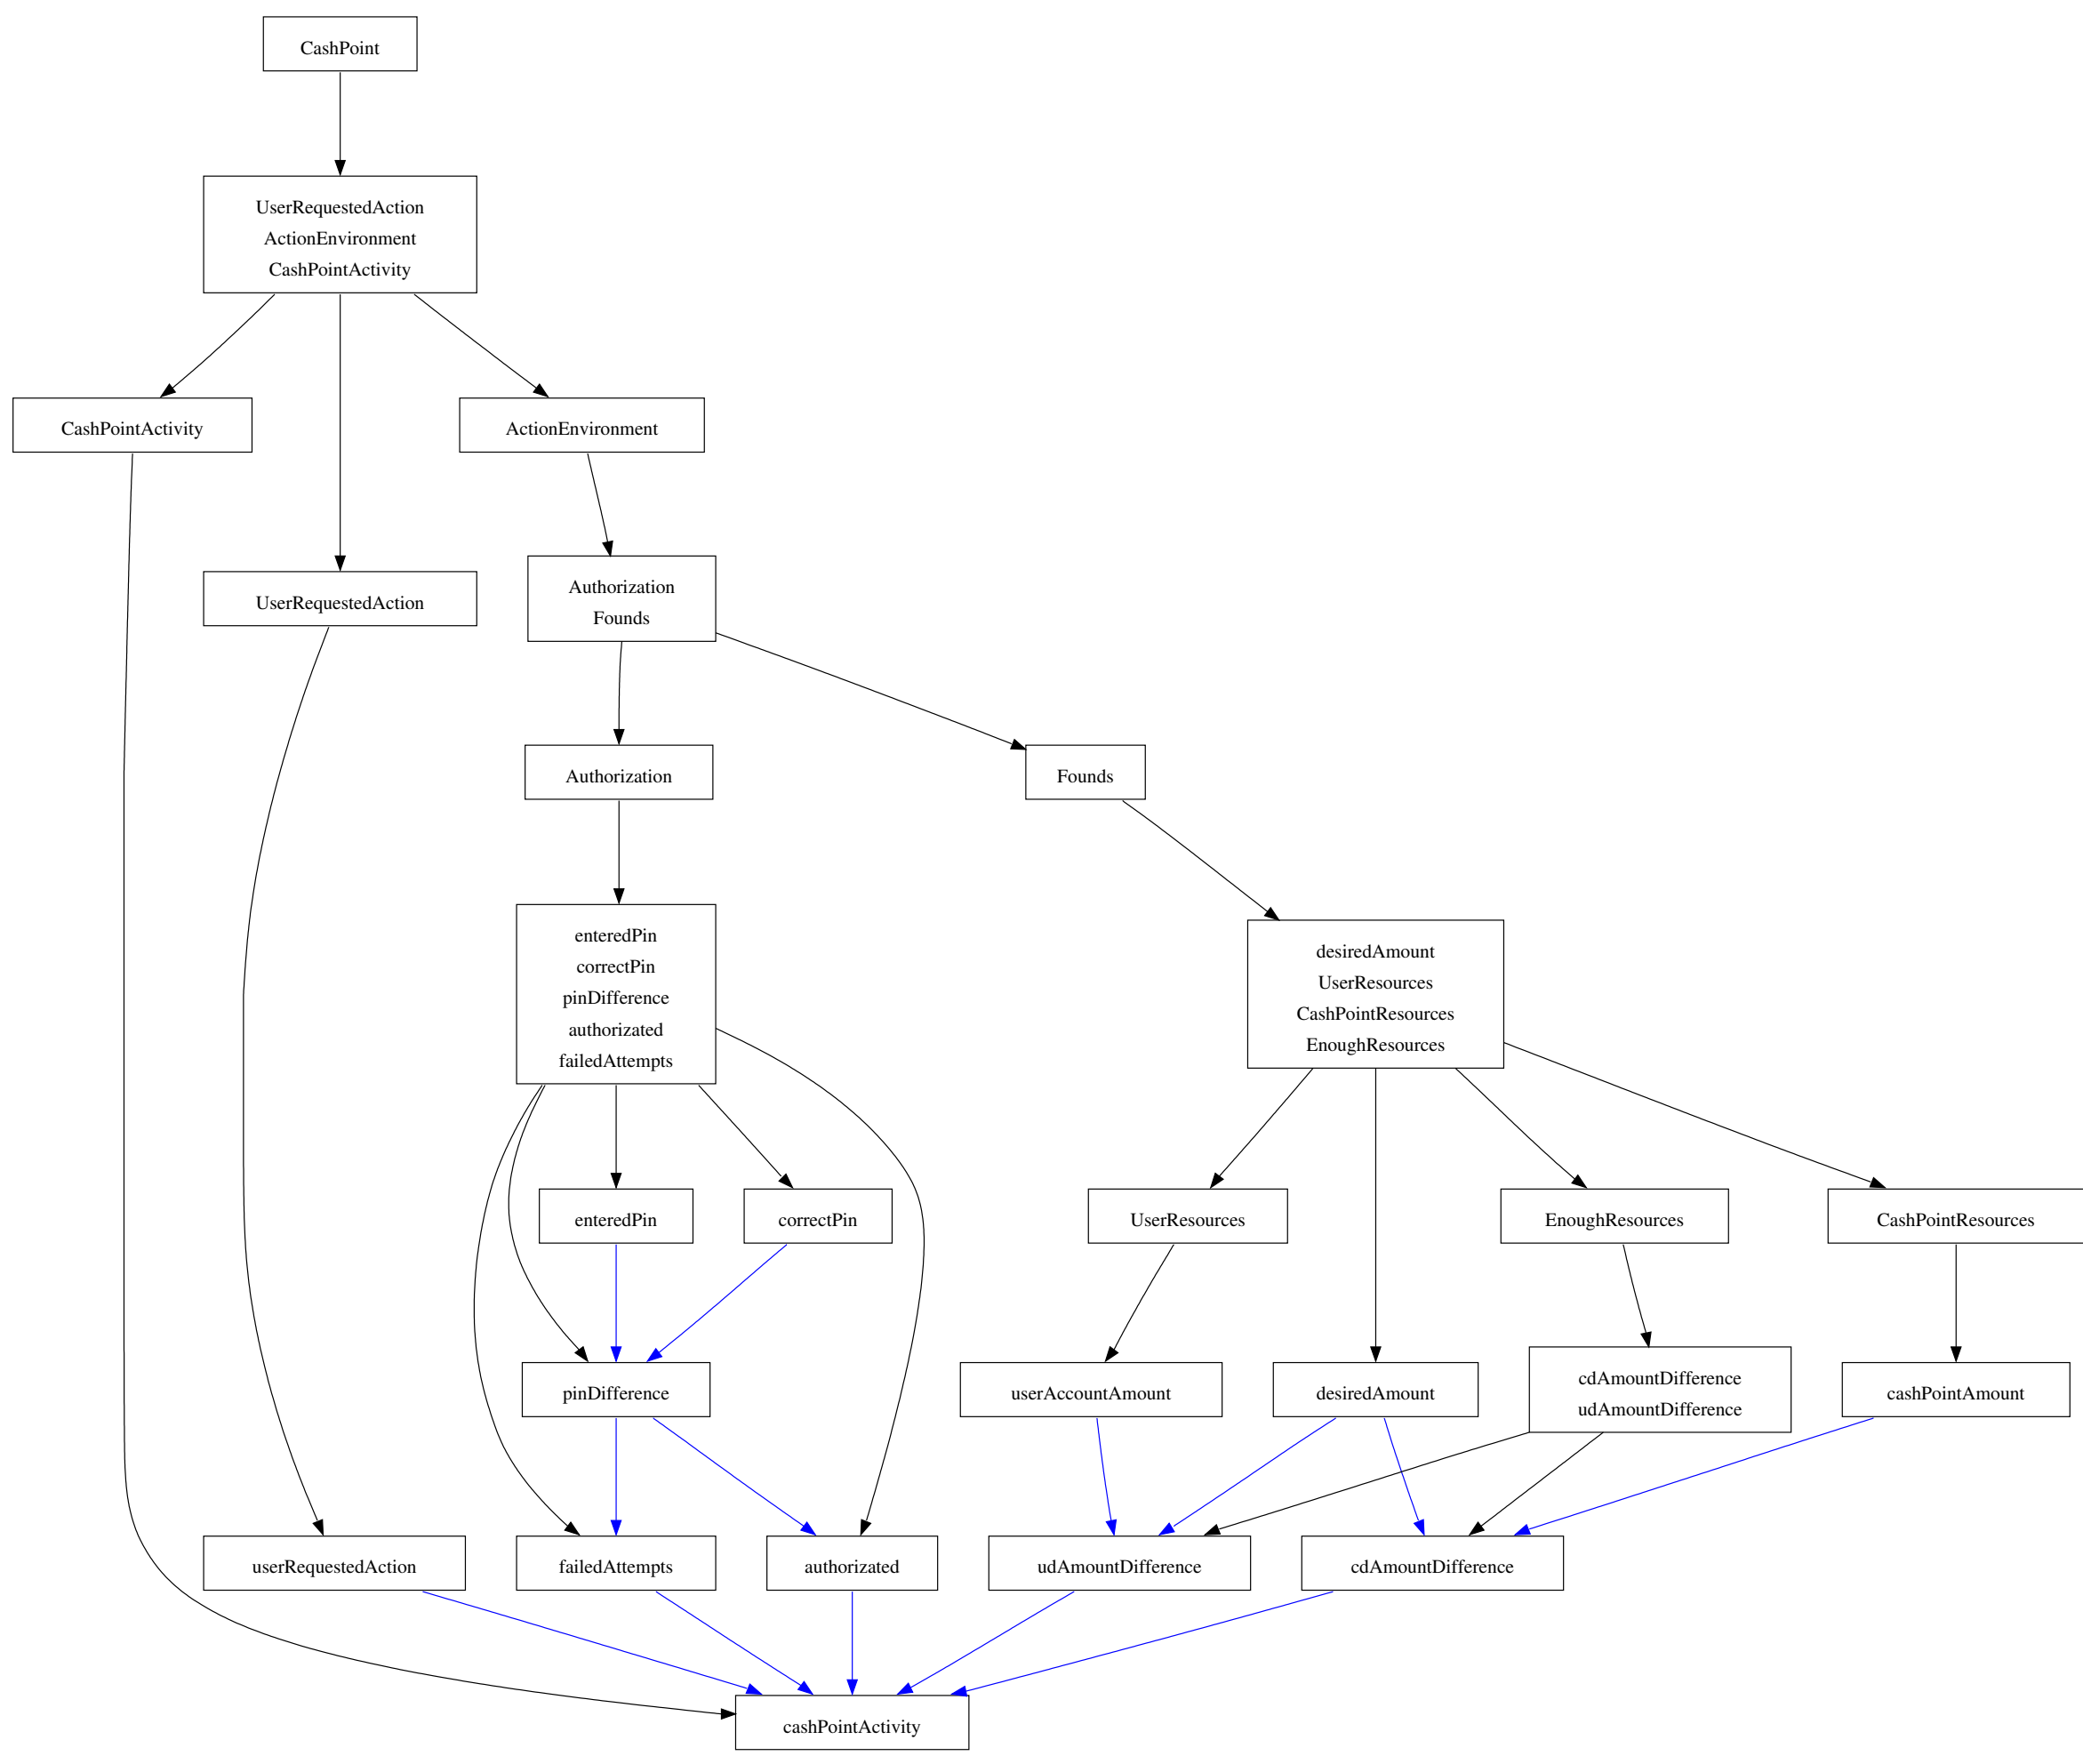 CashPoint
UserRequestedAction
ActionEnvironment
CashPointActivity
CashPointActivity
ActionEnvironment
UserRequestedAction
Authorization
Founds
Authorization
Founds
enteredPin
correctPin
pinDifference
authorizated
failedAttempts
desiredAmount
UserResources
CashPointResources
EnoughResources
enteredPin
correctPin
UserResources
EnoughResources
CashPointResources
pinDifference
userAccountAmount
desiredAmount
cdAmountDifference
udAmountDifference
cashPointAmount
userRequestedAction
failedAttempts
authorizated
udAmountDifference
cdAmountDifference
cashPointActivity